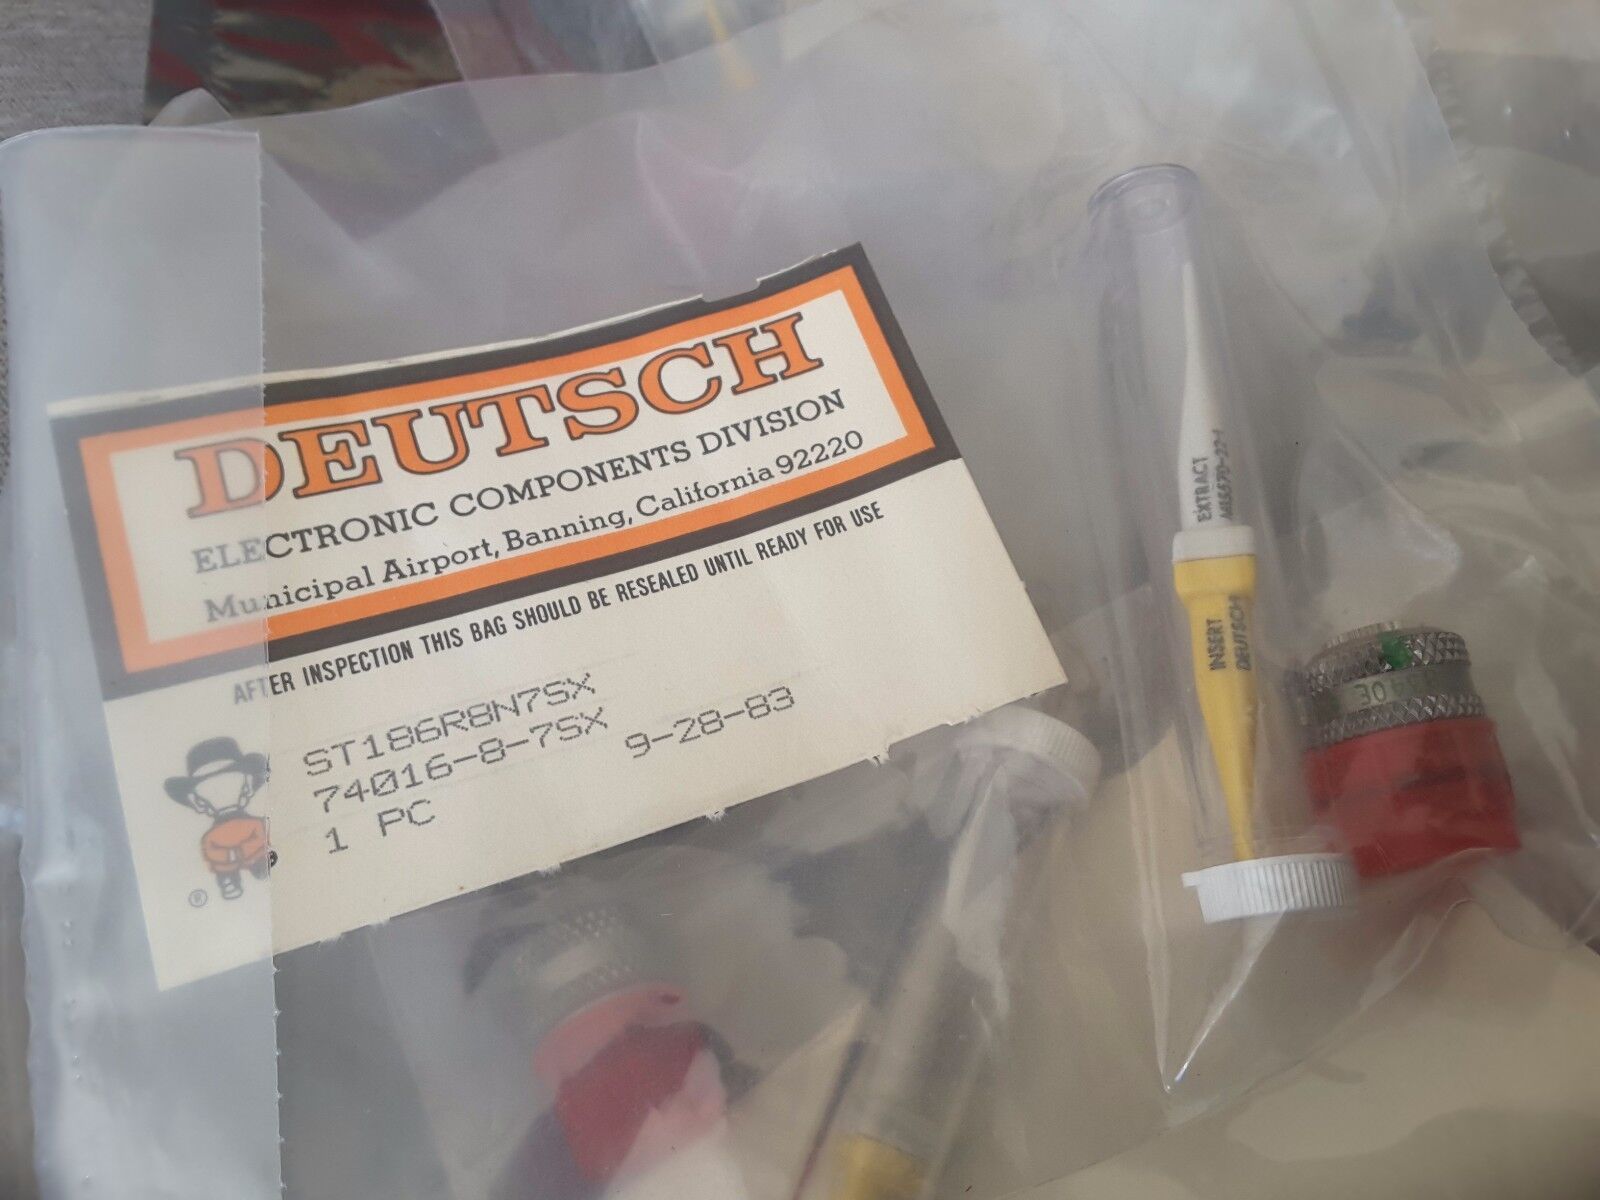 DEUTSCH
ELECTRONIC COMPONENTS DIVISION
Municipal Airport, Banning, California 92220
AFTER INSPECTION THIS BAG SHOULD BE RESEALED UNTIL READY FOR USE
ST186R8N7SX
74016-8-7SX
9-28-83
1 PC
®
EXTRACT
INSERT
DEUTSCH